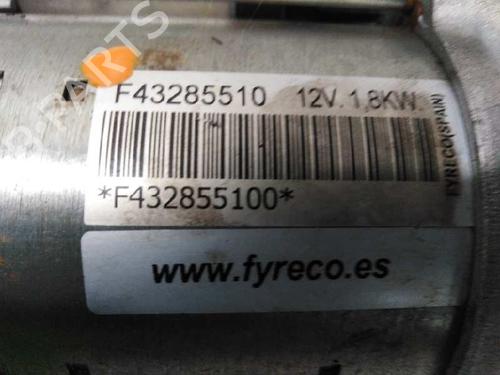 F43285510 12V. 1,8KW.
FYRECO(SPAIN)
*F432855100*
www.fyreco.es